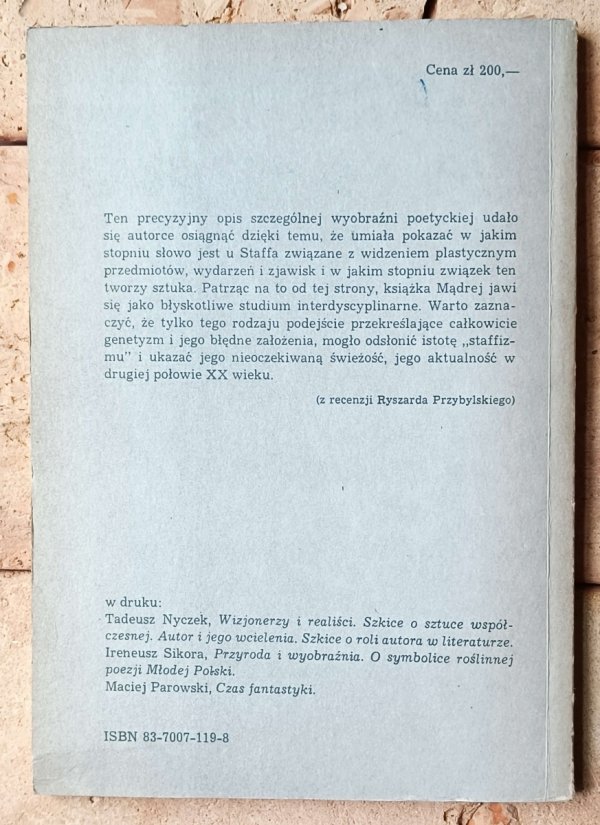 Cena zł 200,—
Ten precyzyjny opis szczególnej wyobraźni poetyckiej udało
się autorce osiągnąć dzięki temu, że umiała pokazać w jakim
stopniu słowo jest u Staffa związane z widzeniem plastycznym
przedmiotów, wydarzeń i zjawisk i w jakim stopniu związek ten
tworzy sztuka. Patrząc na to od tej strony, książka Mądrej jawi
się jako błyskotliwe studium interdyscyplinarne. Warto zazna-
czyć, że tylko tego rodzaju podejście przekreślające całkowicie
genetyzm i jego błędne założenia, mogło odsłonić istotę „staffiz-
mu" i ukazać jego nieoczekiwaną świeżość, jego aktualność w
drugiej połowie XX wieku.
(z recenzji Ryszarda Przybylskiego)
w druku:
Tadeusz Nyczek, Wizjonerzy i realiści. Szkice o sztuce współ-
czesnej. Autor i jego wcielenia. Szkice o roli autora w literaturze.
Ireneusz Sikora, Przyroda i wyobraźnia. O symbolice roślinnej
poezji Młodej Polski.
Maciej Parowski, Czas fantastyki.
ISBN 83-7007-119-8